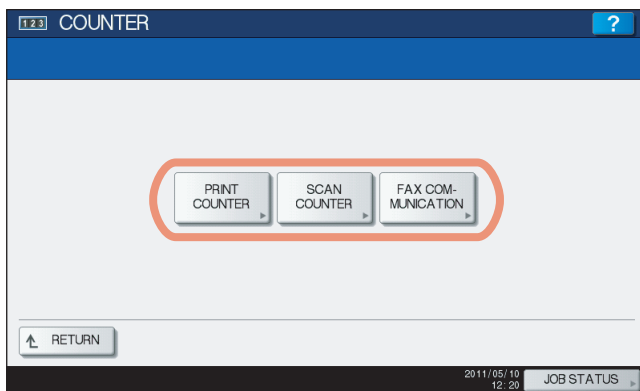 123 COUNTER
?
PRINT
COUNTER
SCAN
COUNTER
FAX COM-
MUNICATION
RETURN
2011/05/10
12:20
JOB STATUS